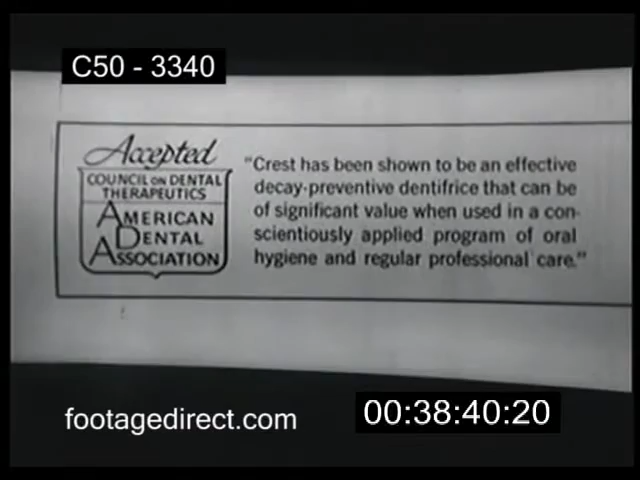 C50 - 3340
Accepted
COUNCIL ON DENTAL
THERAPEUTICS
AMERICAN
DENTAL
ASSOCIATION
"Crest has been shown to be an effective
decay-preventive dentifrice that can be
of significant value when used in a con-
scientiously applied program of oral
hygiene and regular professional care."
footagedirect.com
00:38:40:20